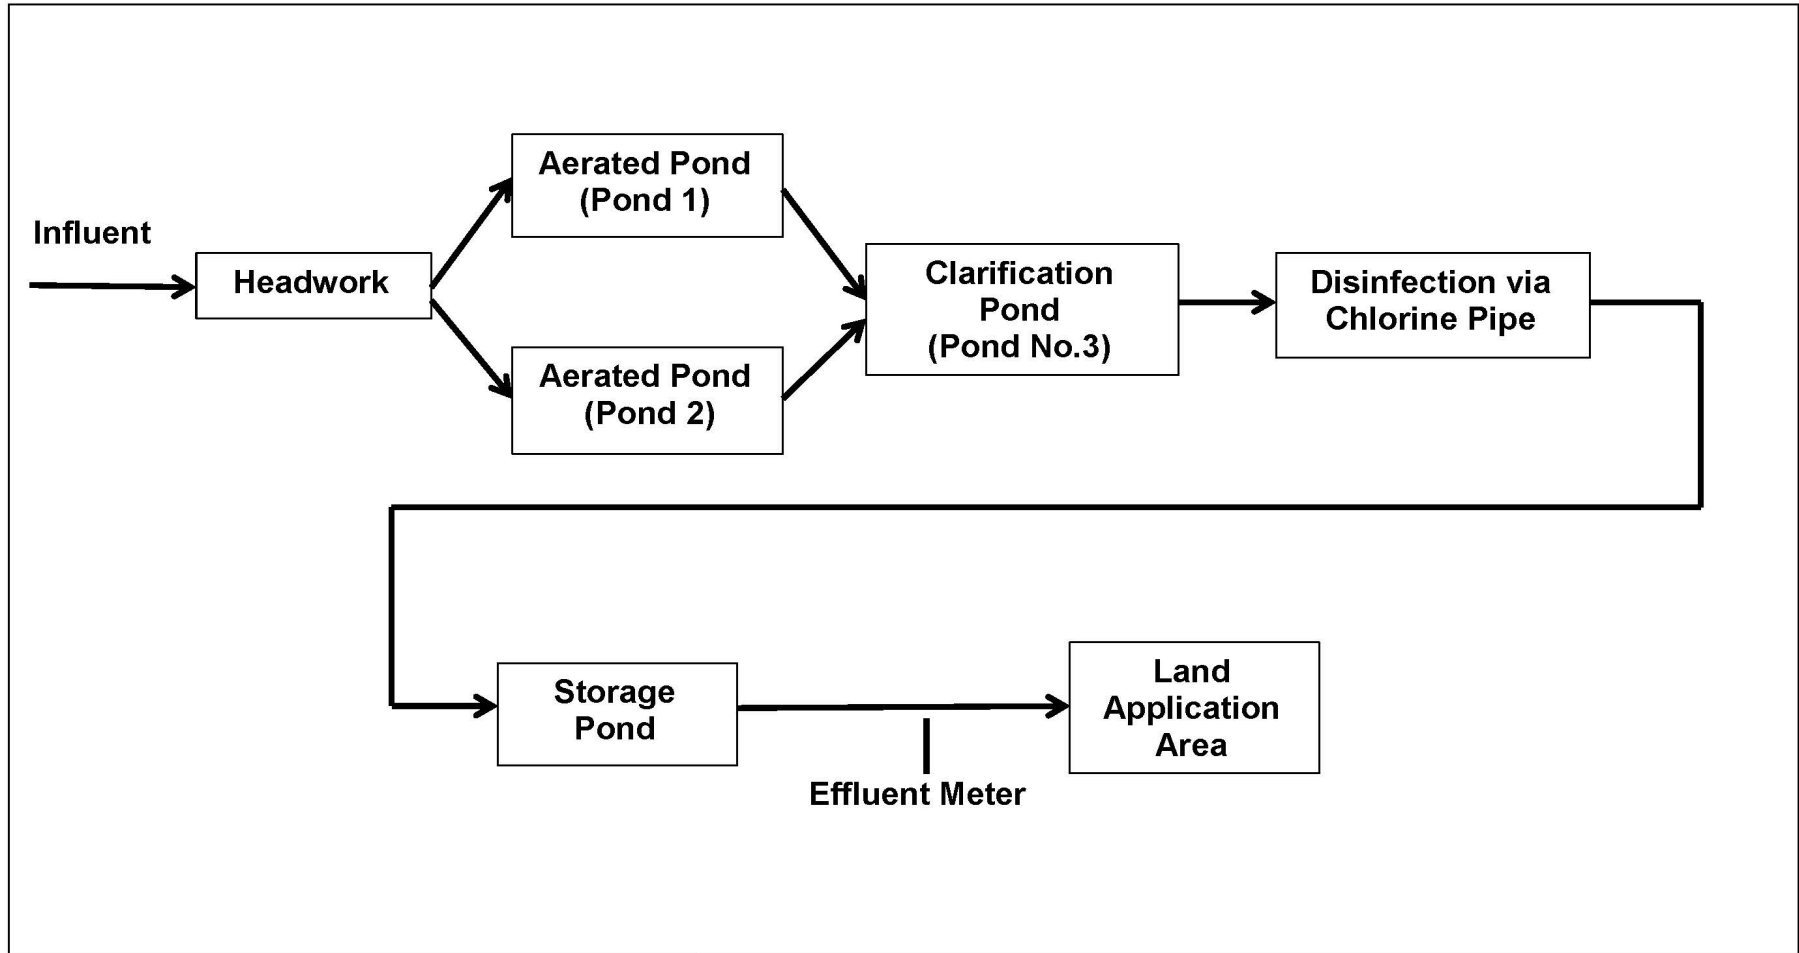 Influent
Headwork
Aerated Pond
(Pond 1)
Aerated Pond
(Pond 2)
Clarification
Pond
(Pond No.3)
Disinfection via
Chlorine Pipe
Storage
Pond
Effluent Meter
Land
Application
Area